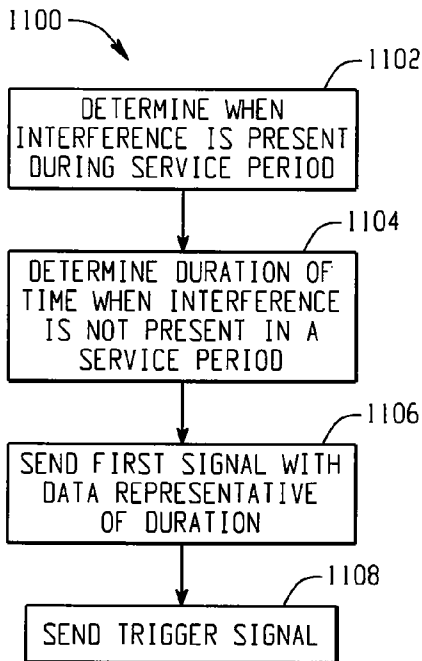 1100
1102
DETERMINE WHEN
INTERFERENCE IS PRESENT
DURING SERVICE PERIOD
1104
DETERMINE DURATION OF
TIME WHEN INTERFERENCE
IS NOT PRESENT IN A
SERVICE PERIOD
1106
SEND FIRST SIGNAL WITH
DATA REPRESENTATIVE
OF DURATION
1108
SEND TRIGGER SIGNAL